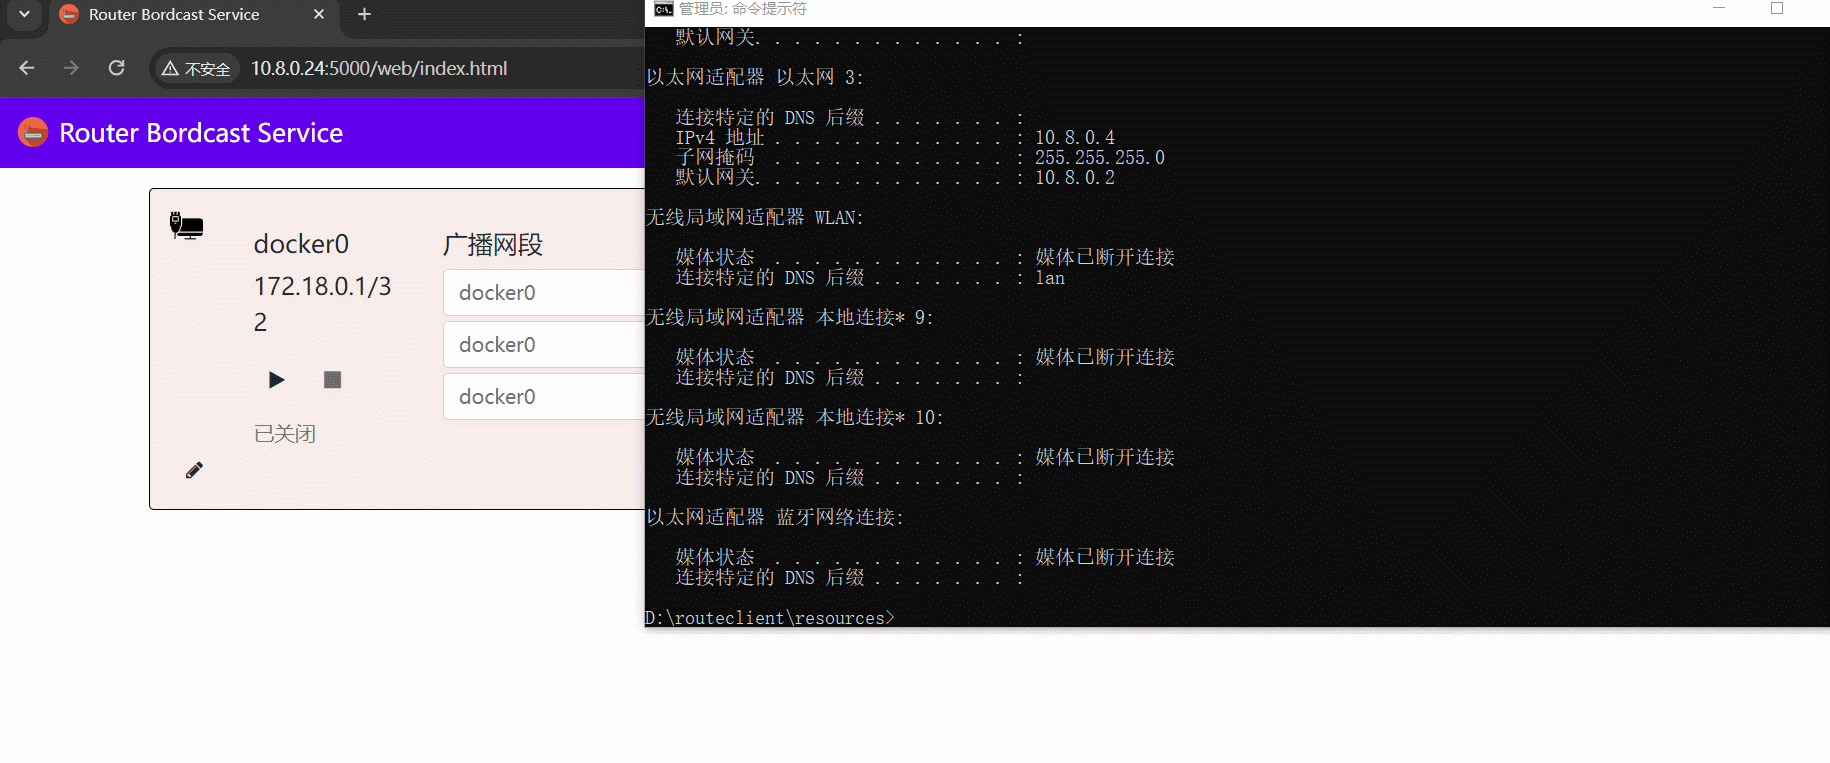 Router Bordcast Service
不安全
10.8.0.24:5000/web/index.html
Router Bordcast Service
docker0
172.18.0.1/3
2
已关闭
广播网段
docker0
docker0
docker0
管理员: 命令提示符
默认网关. . . . . . . . . . . . . :
以太网适配器 以太网 3:
连接特定的 DNS 后缀 . . . . . . . :
IPv4 地址 . . . . . . . . . . . . : 10.8.0.4
子网掩码 . . . . . . . . . . . . : 255.255.255.0
默认网关. . . . . . . . . . . . . : 10.8.0.2
无线局域网适配器 WLAN:
媒体状态 . . . . . . . . . . . . : 媒体已断开连接
连接特定的 DNS 后缀 . . . . . . . : lan
无线局域网适配器 本地连接* 9:
媒体状态 . . . . . . . . . . . . : 媒体已断开连接
连接特定的 DNS 后缀 . . . . . . . :
无线局域网适配器 本地连接* 10:
媒体状态 . . . . . . . . . . . . : 媒体已断开连接
连接特定的 DNS 后缀 . . . . . . . :
以太网适配器 蓝牙网络连接:
媒体状态 . . . . . . . . . . . . : 媒体已断开连接
连接特定的 DNS 后缀 . . . . . . . :
D:\routeclient\resources>